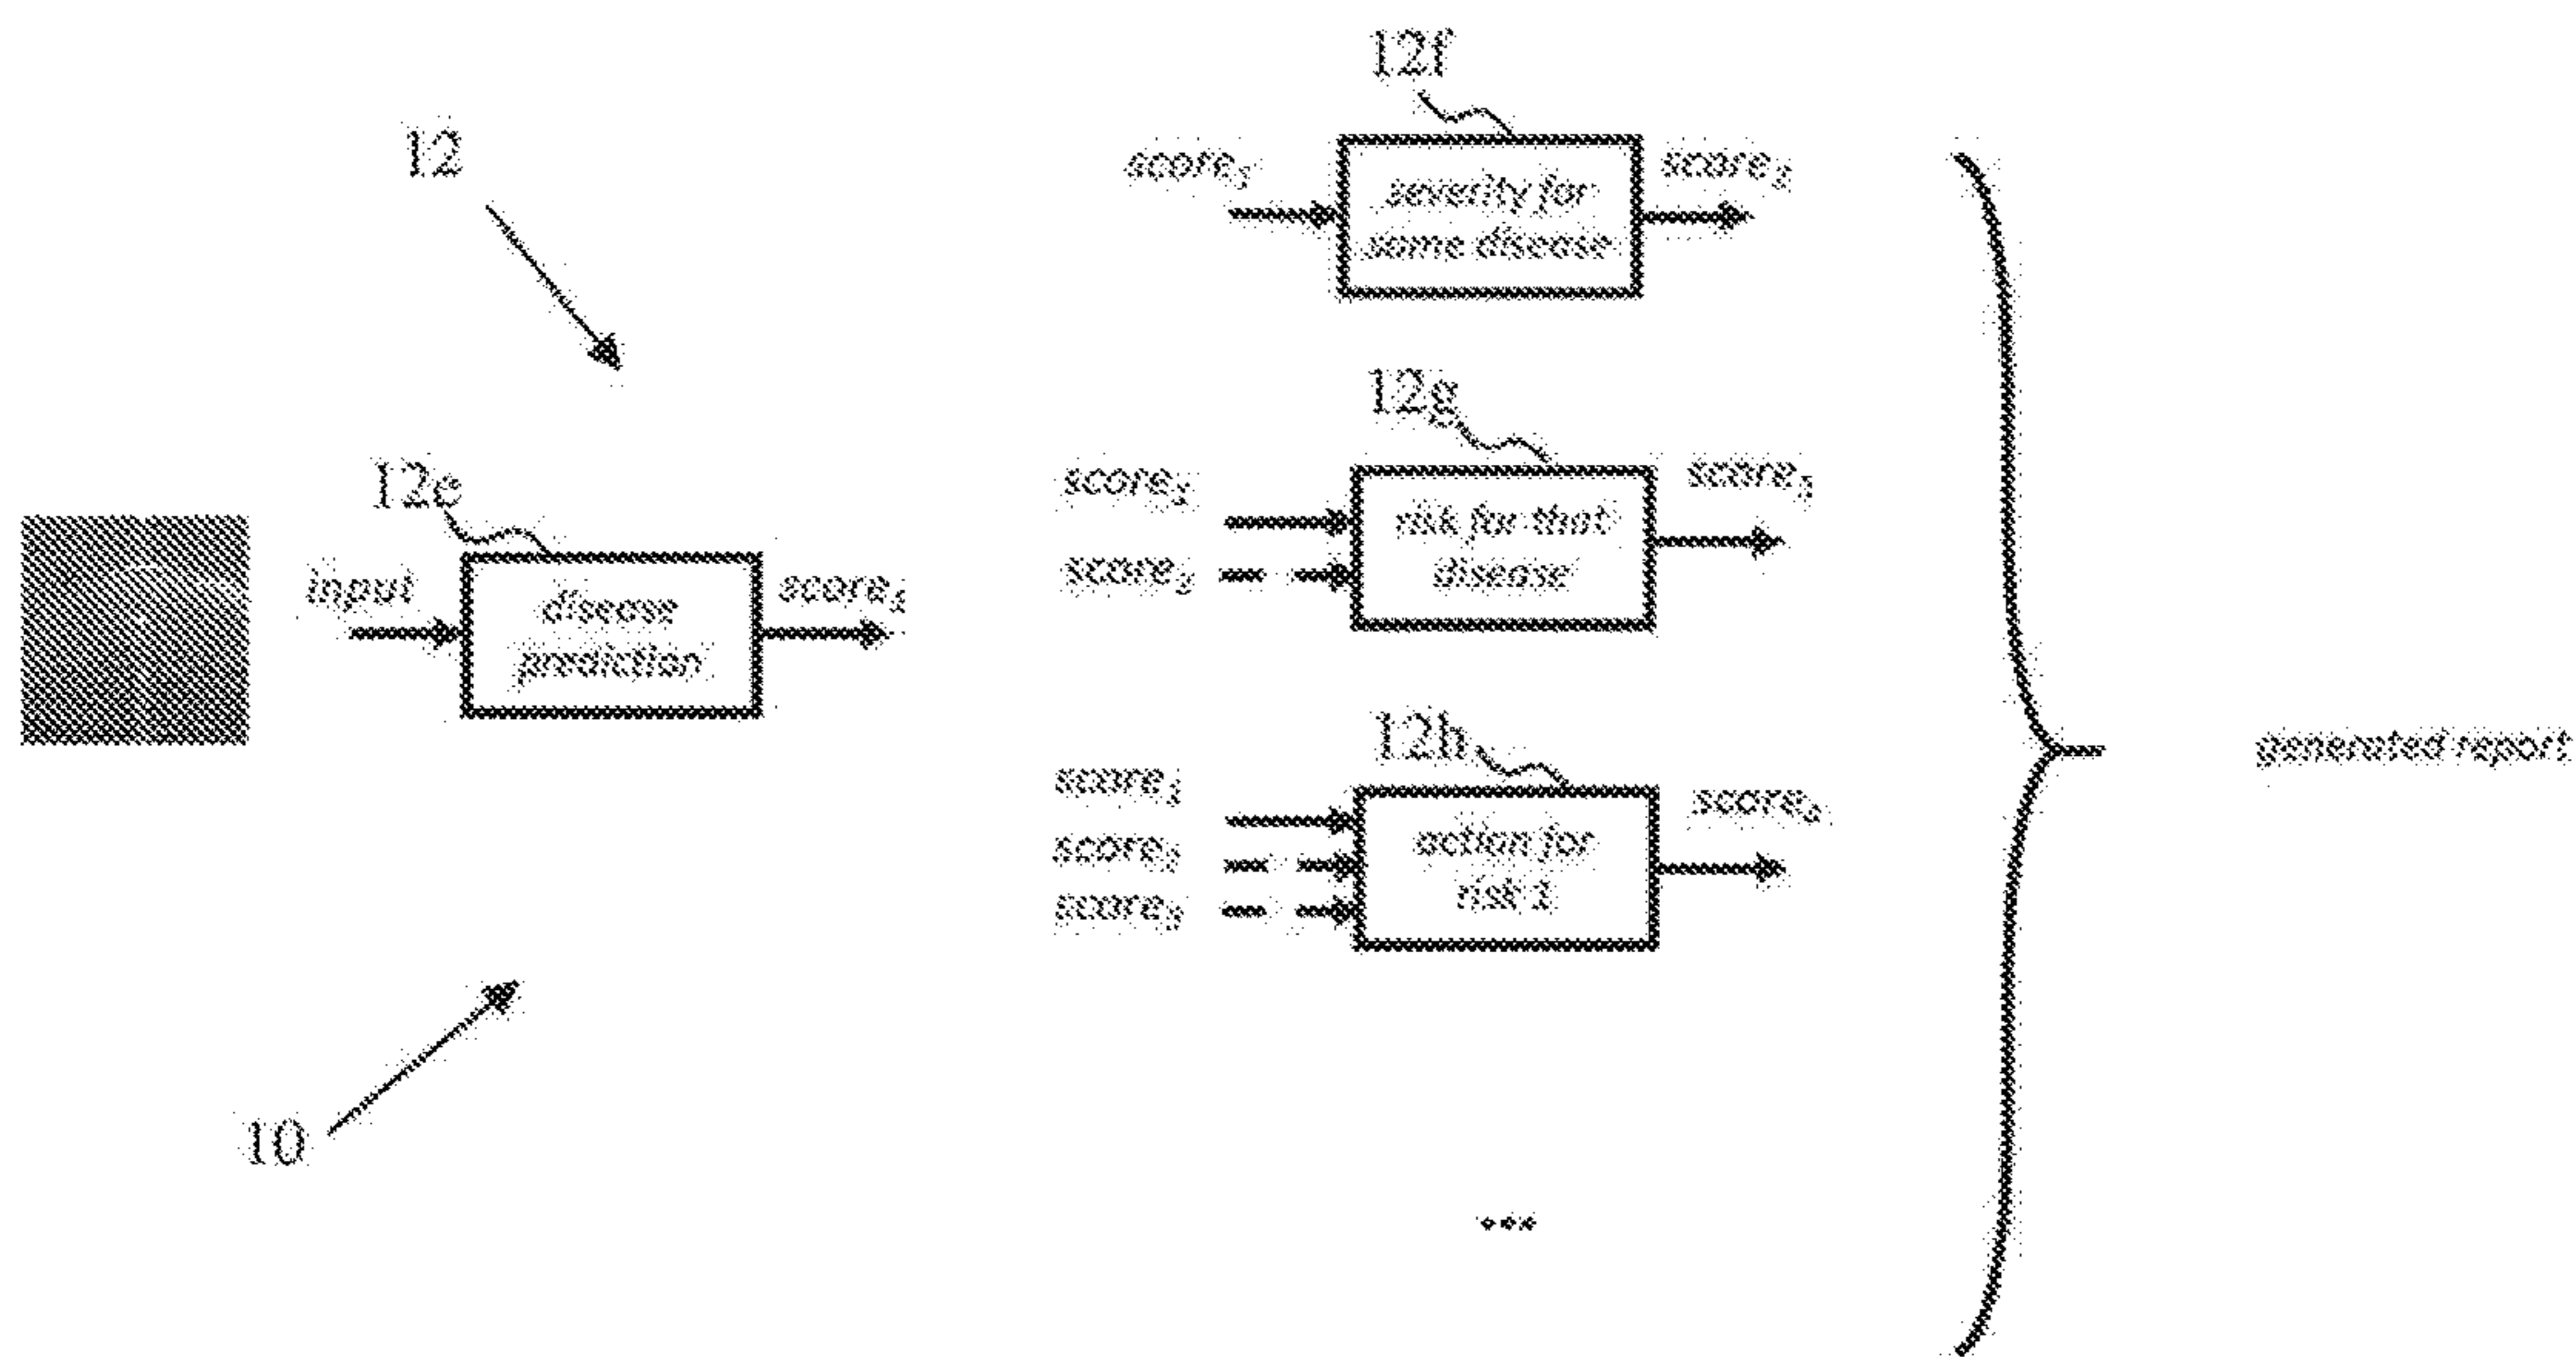 12f
12
score₁
severity for
some disease
score₂
12g
12e
score₁
score₂
risk for that
disease
score₃
input
disease
prediction
score₁
12h
score₁
score₂
score₃
action for
risk 1
score
generated report
10
...